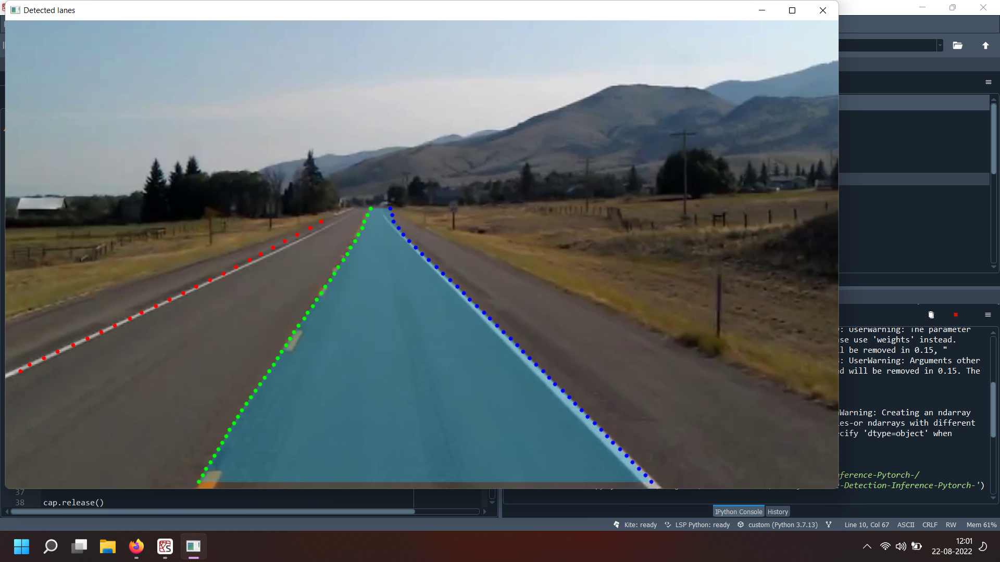 Detected lanes
: UserWarning: The parameter
se use 'weights' instead.
l be removed in 0.15, "
: UserWarning: Arguments other
d will be removed in 0.15. The
Warning: Creating an ndarray
es-or ndarrays with different
cify 'dtype=object' when
nference-Pytorch-/
e-Detection-Inference-Pytorch-')
37
38 cap.release()
IPython Console History
Kite: ready LSP Python: ready custom (Python 3.7.13) Line 10, Col 67 ASCII CRLF RW Mem 61%
12:01
22-08-2022